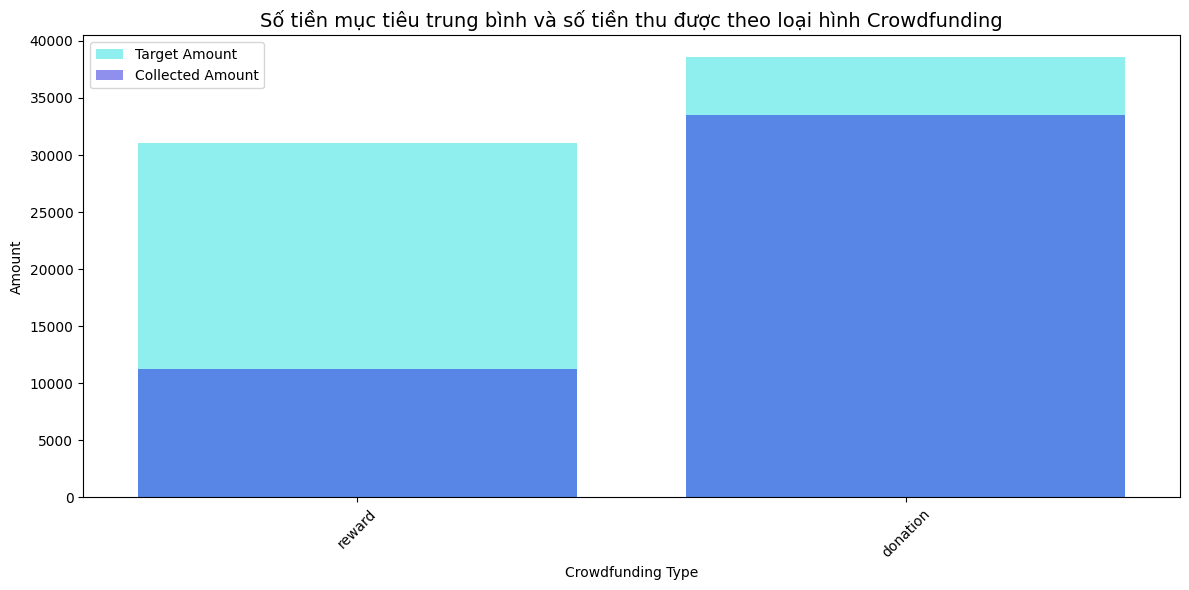 Số tiền mục tiêu trung bình và số tiền thu được theo loại hình Crowdfunding
Target Amount
Collected Amount
40000
35000
30000
25000
20000
15000
10000
5000
0
Amount
reward
donation
Crowdfunding Type